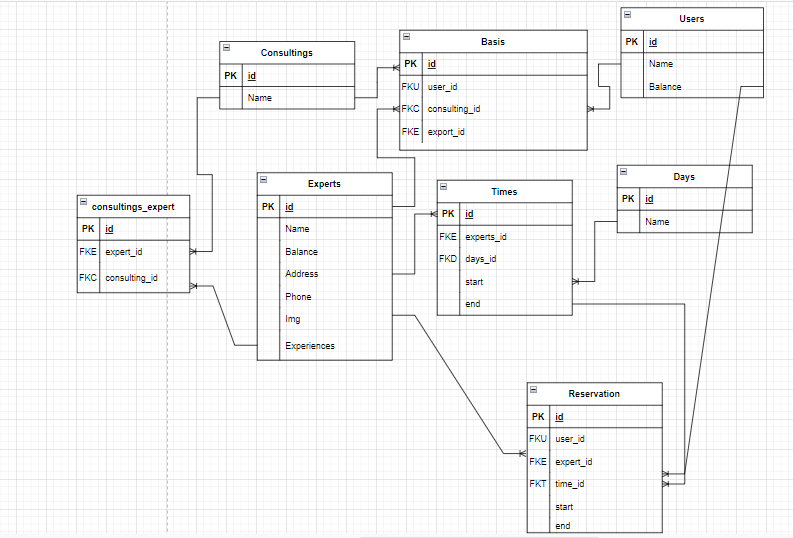 Consultings
PK id
Name
Basis
PK id
FKU user_id
FKC consulting_id
FKE export_id
Users
PK id
Name
Balance
consultings_expert
PK id
FKE expert_id
FKC consulting_id
Experts
PK id
Name
Balance
Address
Phone
Img
Experiences
Times
PK id
FKE experts_id
FKD days_id
start
end
Days
PK id
Name
Reservation
PK id
FKU user_id
FKE expert_id
FKT time_id
start
end